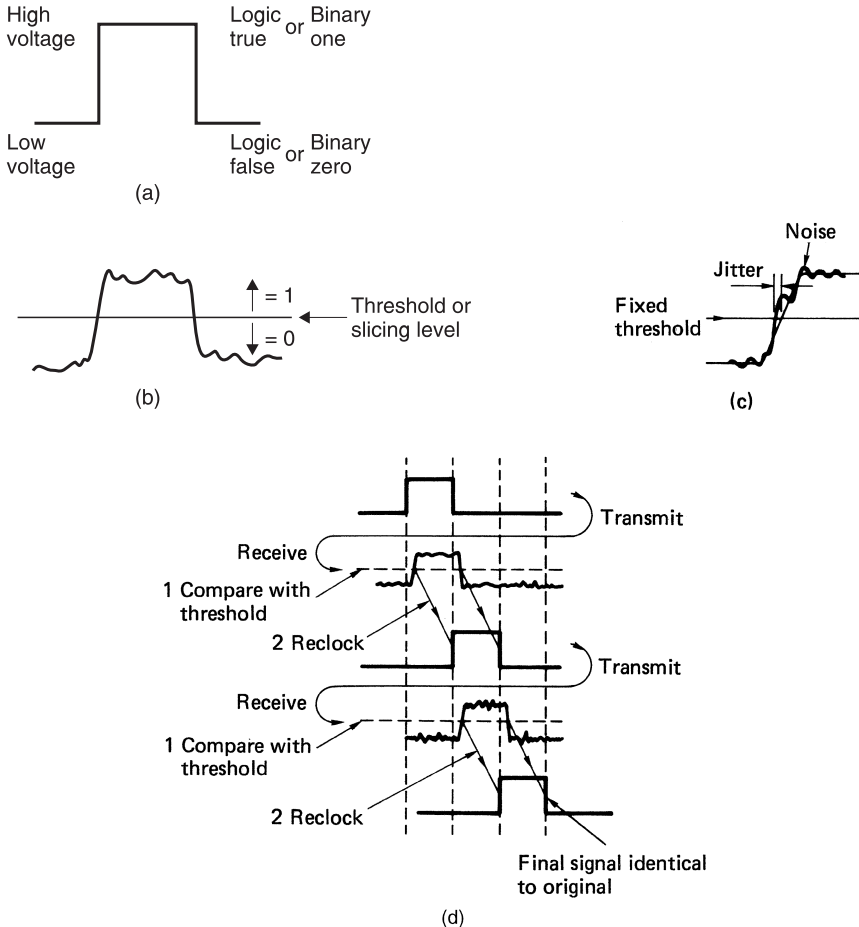 High voltage
Logic true or Binary one
Low voltage
Logic false or Binary zero
(a)
= 1
= 0
Threshold or
slicing level
(b)
Noise
Jitter
Fixed
threshold
(c)
Transmit
Receive
1 Compare with
threshold
2 Reclock
Transmit
Receive
1 Compare with
threshold
2 Reclock
Final signal identical
to original
(d)